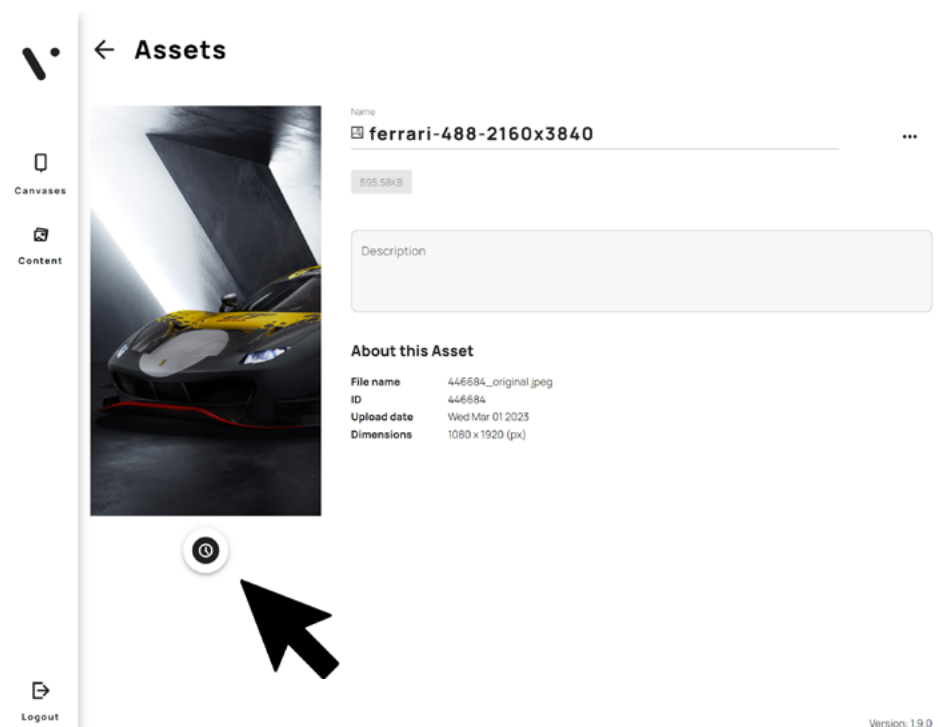 Assets
Canvases
Content
Name
ferrari-488-2160x3840
595.58KB
Description
About this Asset
File name 446684_original.jpeg
ID 446684
Upload date Wed Mar 01 2023
Dimensions 1080 x 1920 (px)
Logout
Version: 1.9.0